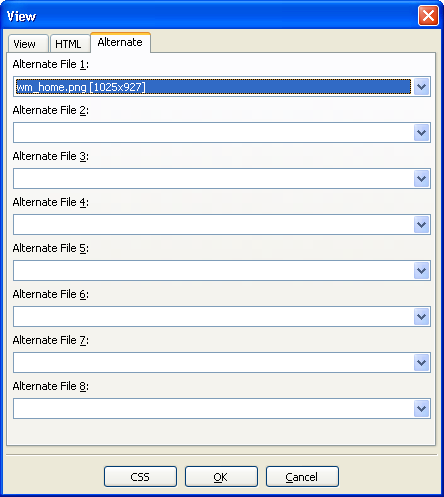 View
View HTML Alternate
Alternate File 1:
wm_home.png [1025x927]
Alternate File 2:
Alternate File 3:
Alternate File 4:
Alternate File 5:
Alternate File 6:
Alternate File 7:
Alternate File 8:
CSS OK Cancel